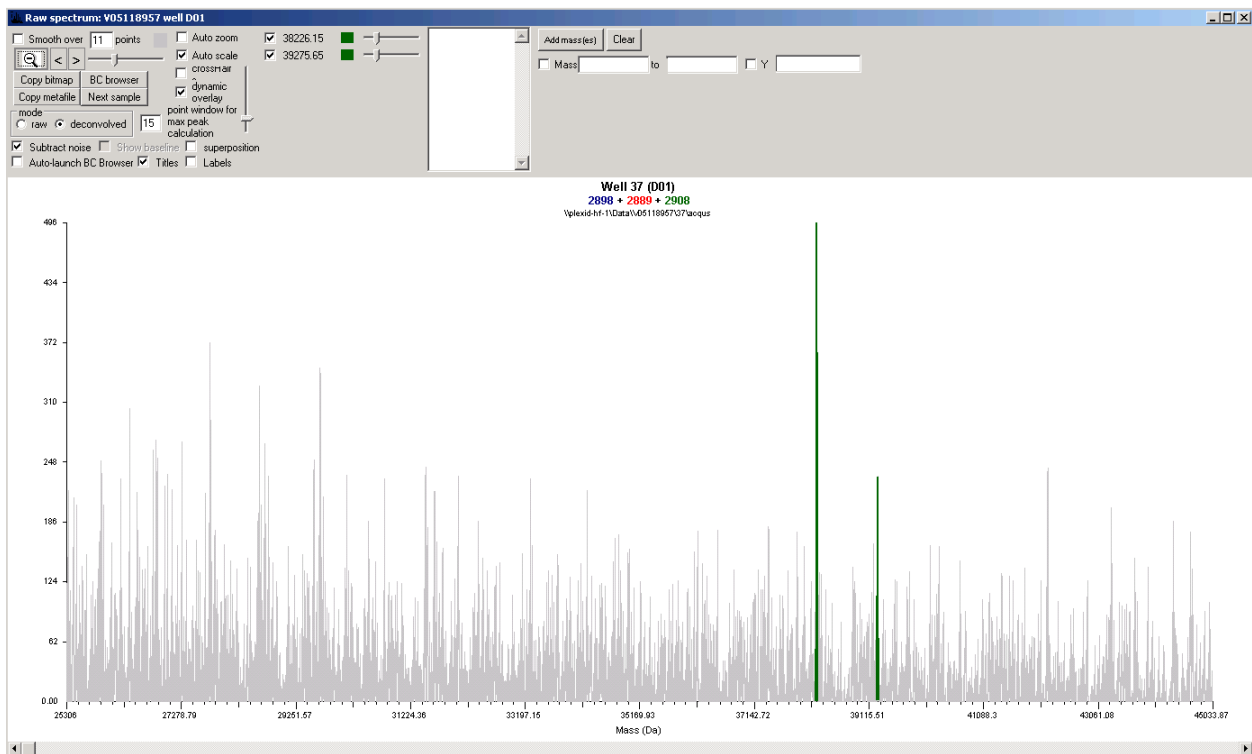 Raw spectrum: V05118957 well D01
Smooth over 11 points
Auto zoom
38226.15
Add mass(es) Clear
< >
Auto scale
39275.65
Mass to Y
crossHair
Copy bitmap BC browser
dynamic
overlay
Copy metafile Next sample
mode
raw deconvolved
15 point window for
max peak
calculation
Subtract noise Show baseline superposition
Auto-launch BC Browser Titles Labels
Well 37 (D01)
2898 + 2889 + 2908
\\plexid-hf-1\Data\V05118957\37\acqus
496
434
372
310
248
186
124
62
0.00
25306 27278.79 29251.57 31224.36 33197.15 35169.93 37142.72 39115.51 41088.3 43061.08 45033.87
Mass (Da)